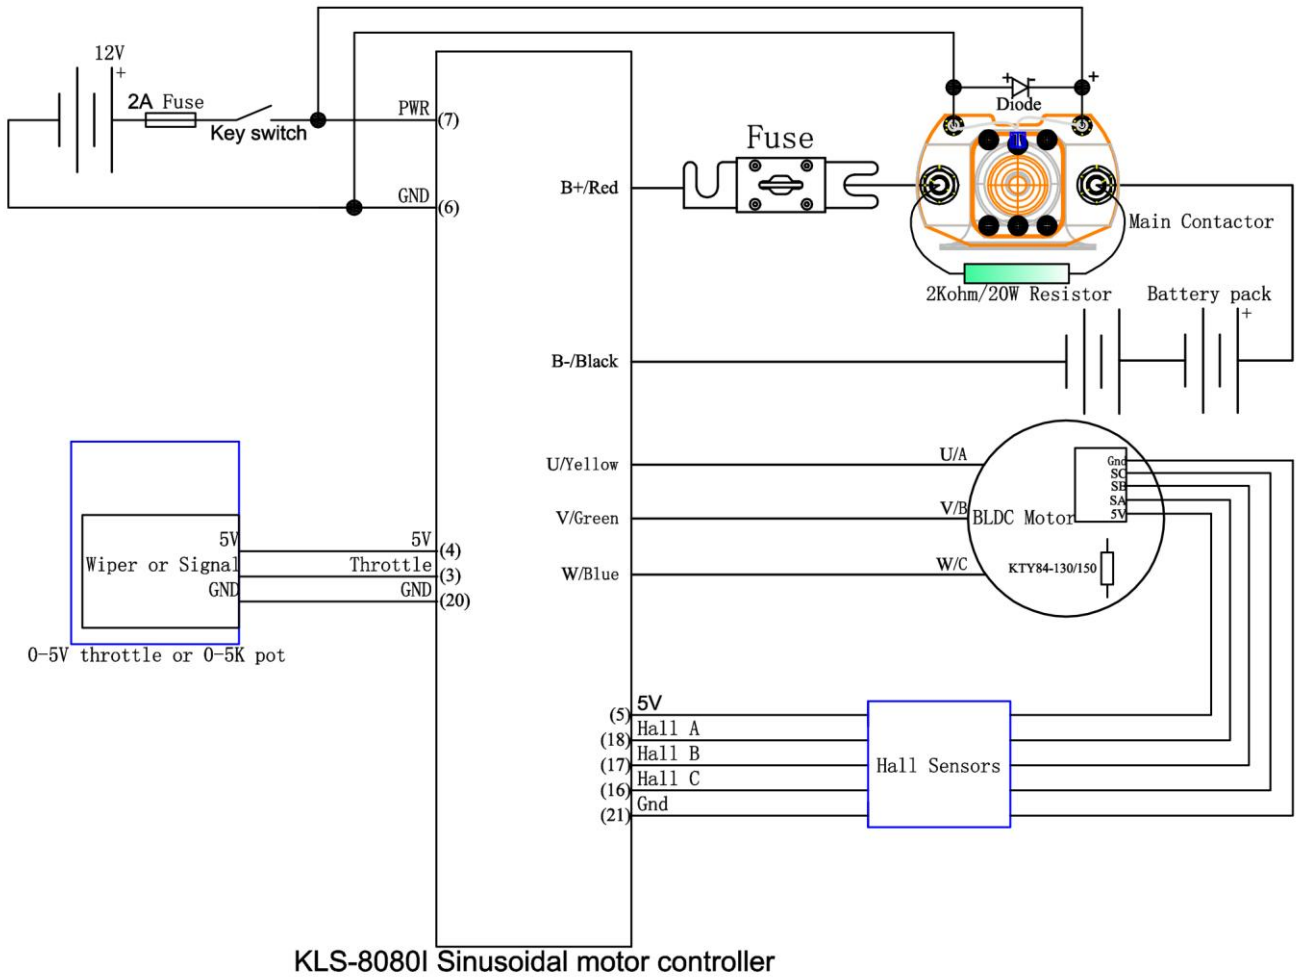 12V
+
2A Fuse
Key switch
PWR
(7)
GND
(6)
B+/Red
Fuse
+
Diode
+
Main Contactor
2Kohm/20W Resistor
Battery pack
+
B-/Black
U/Yellow
U/A
V/Green
V/B
W/Blue
W/C
BLDC Motor
Gnd
SC
SB
SA
5V
KTY84-130/150
5V
Wiper or Signal
GND
5V
(4)
Throttle
(3)
GND
(20)
0-5V throttle or 0-5K pot
5V
(5)
Hall A
(18)
Hall B
(17)
Hall C
(16)
Gnd
(21)
Hall Sensors
KLS-8080I Sinusoidal motor controller